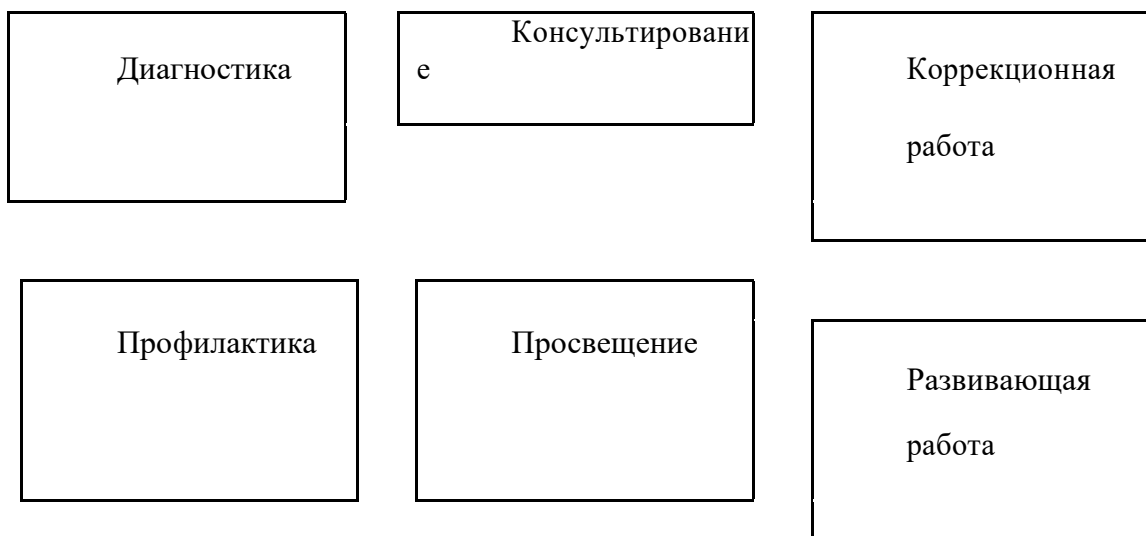 Диагностика
Консультировани
е
Коррекционная
работа
Профилактика
Просвещение
Развивающая
работа